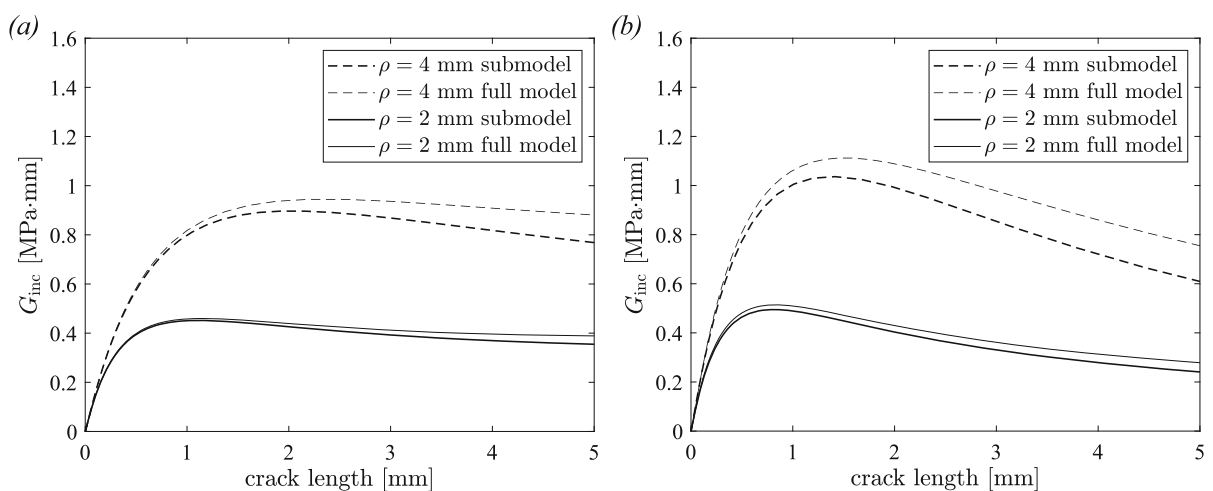 (a)
1.6
1.4
1.2
1
0.8
0.6
0.4
0.2
0
G_inc [MPa·mm]
ρ = 4 mm submodel
ρ = 4 mm full model
ρ = 2 mm submodel
ρ = 2 mm full model
0 1 2 3 4 5
crack length [mm]
(b)
1.6
1.4
1.2
1
0.8
0.6
0.4
0.2
0
G_inc [MPa·mm]
ρ = 4 mm submodel
ρ = 4 mm full model
ρ = 2 mm submodel
ρ = 2 mm full model
0 1 2 3 4 5
crack length [mm]